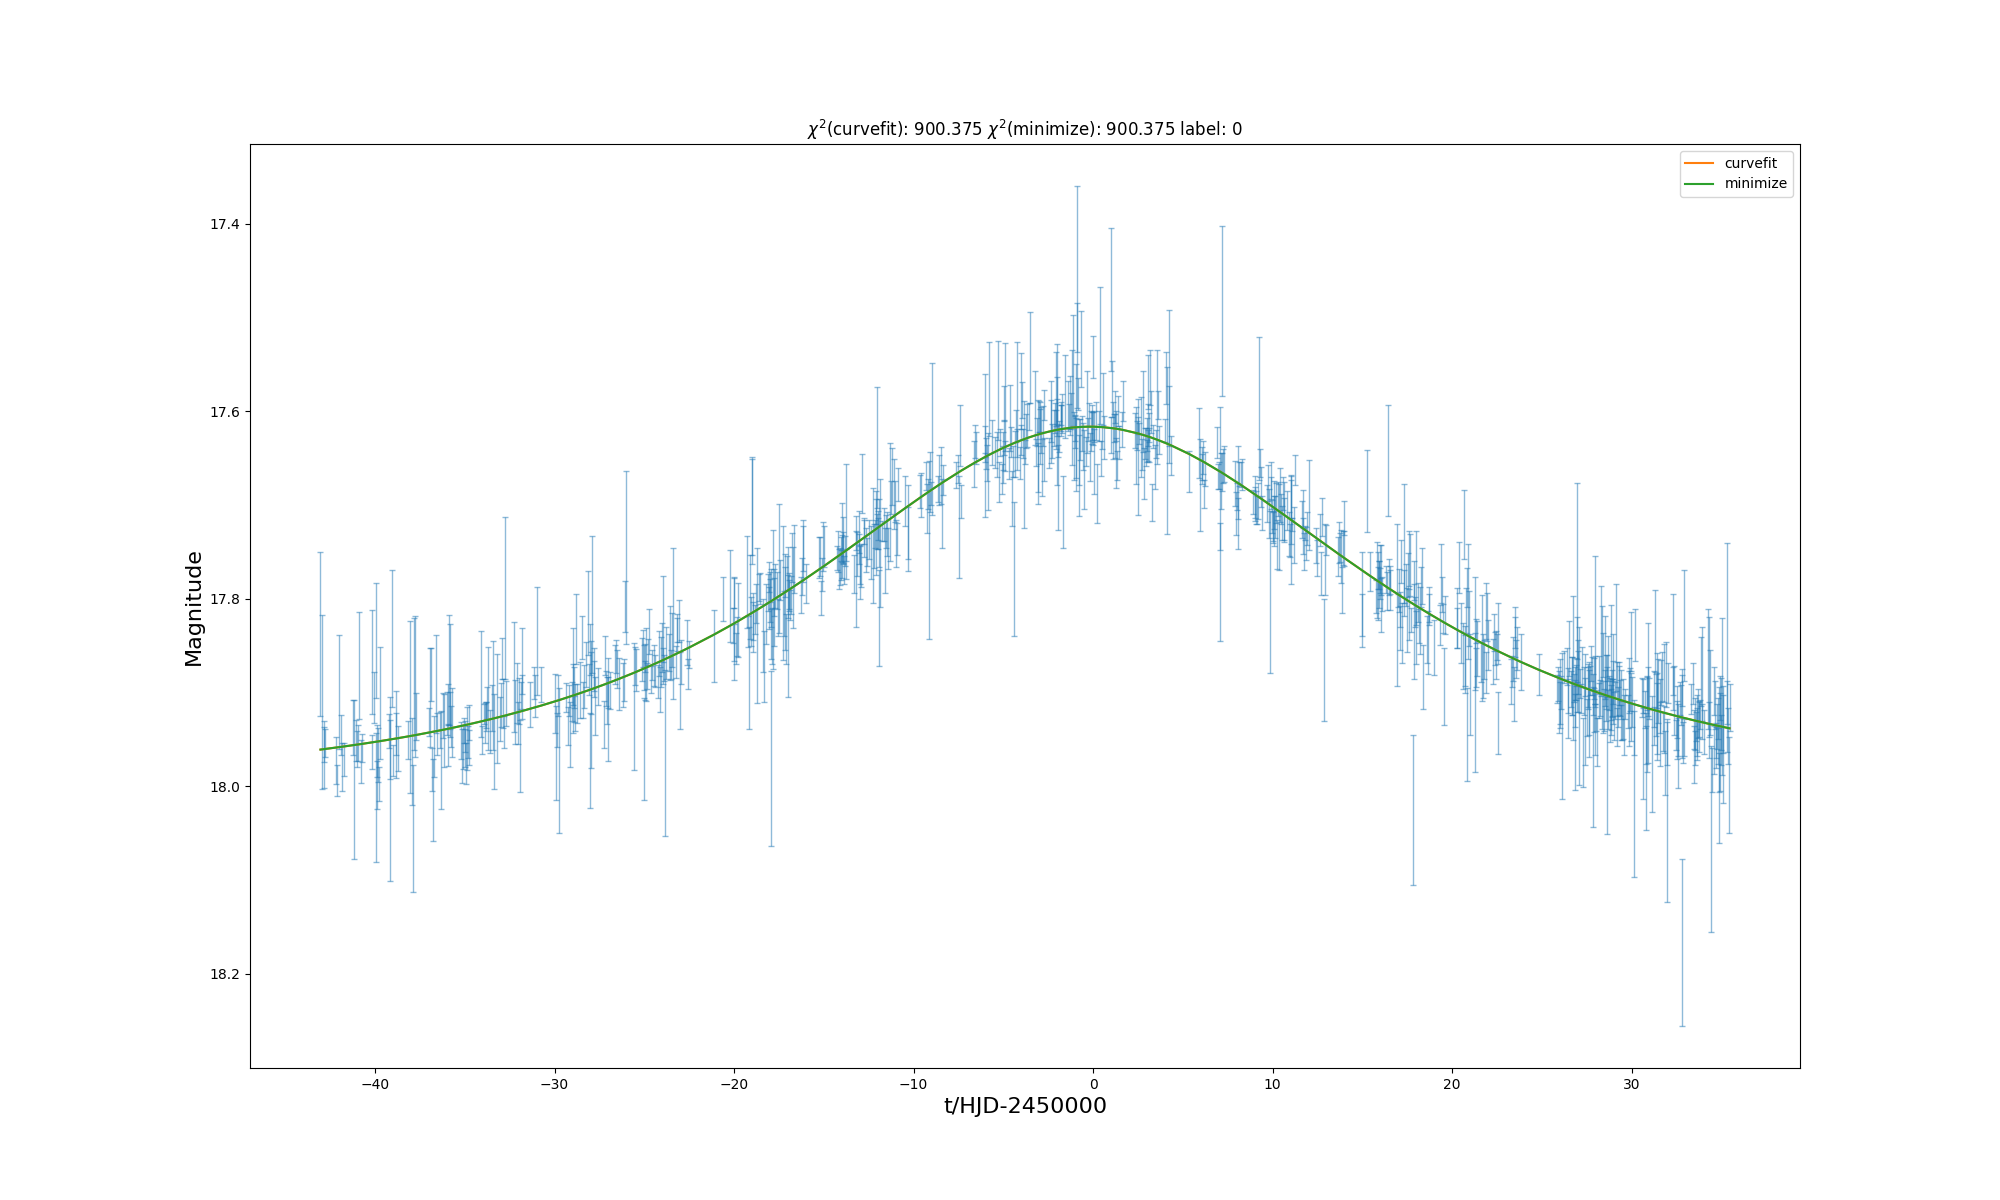 χ²(curvefit): 900.375 χ²(minimize): 900.375 label: 0
curvefit
minimize
17.4
17.6
17.8
18.0
18.2
Magnitude
−40
−30
−20
−10
0
10
20
30
t/HJD-2450000